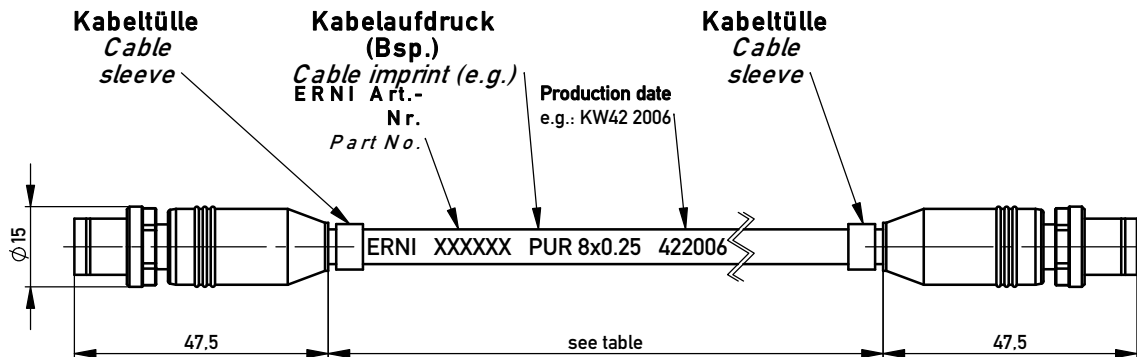 Kabeltülle
Cable
sleeve
Kabelaufdruck
(Bsp.)
Cable imprint (e.g.)
ERNI Art.-
Nr.
Part No.
Production date
e.g.: KW42 2006
Kabeltülle
Cable
sleeve
⌀15
ERNI XXXXXX PUR 8x0.25 422006
47,5
see table
47,5